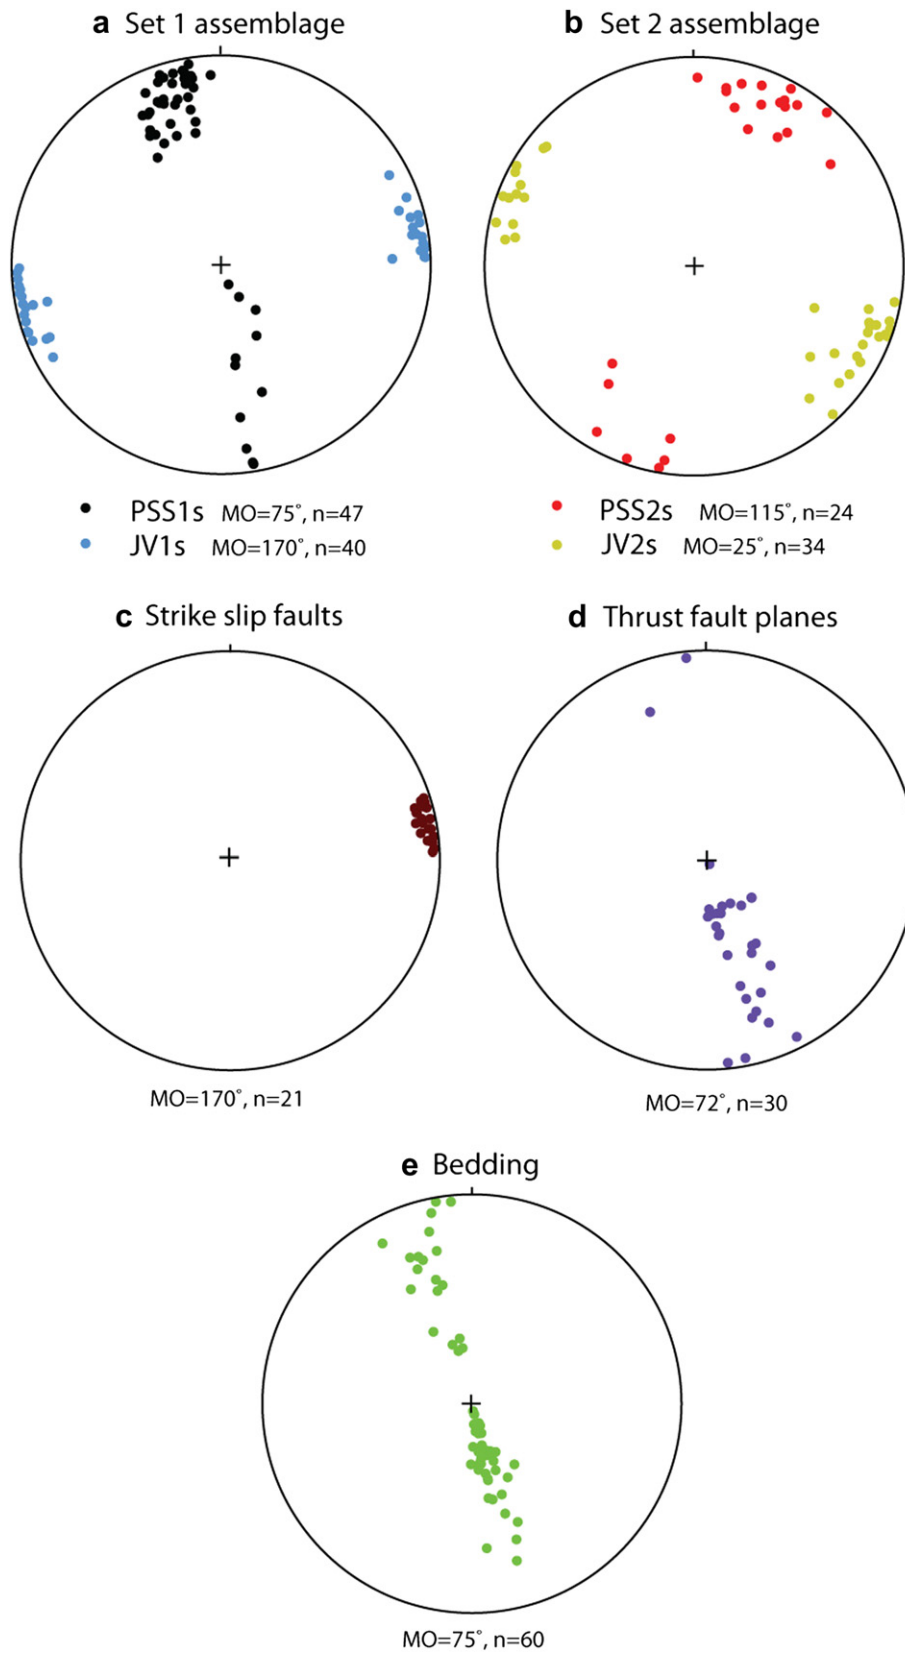 a Set 1 assemblage
b Set 2 assemblage
PSS1s MO=75°, n=47
JV1s MO=170°, n=40
PSS2s MO=115°, n=24
JV2s MO=25°, n=34
c Strike slip faults
d Thrust fault planes
MO=170°, n=21
MO=72°, n=30
e Bedding
MO=75°, n=60